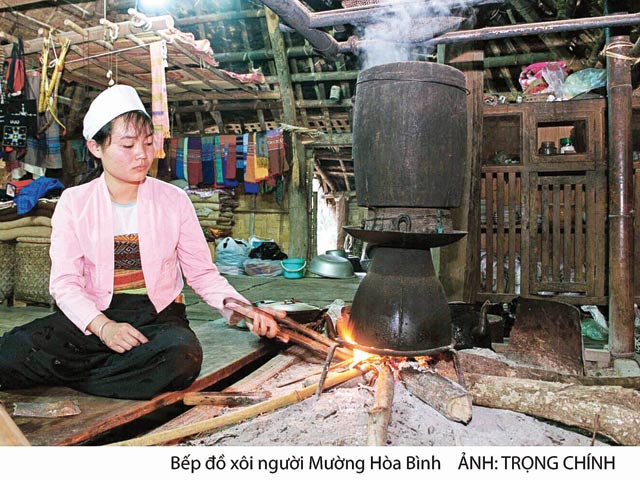 Bếp đồ xôi người Mường Hòa Bình ẢNH: TRỌNG CHÍNH